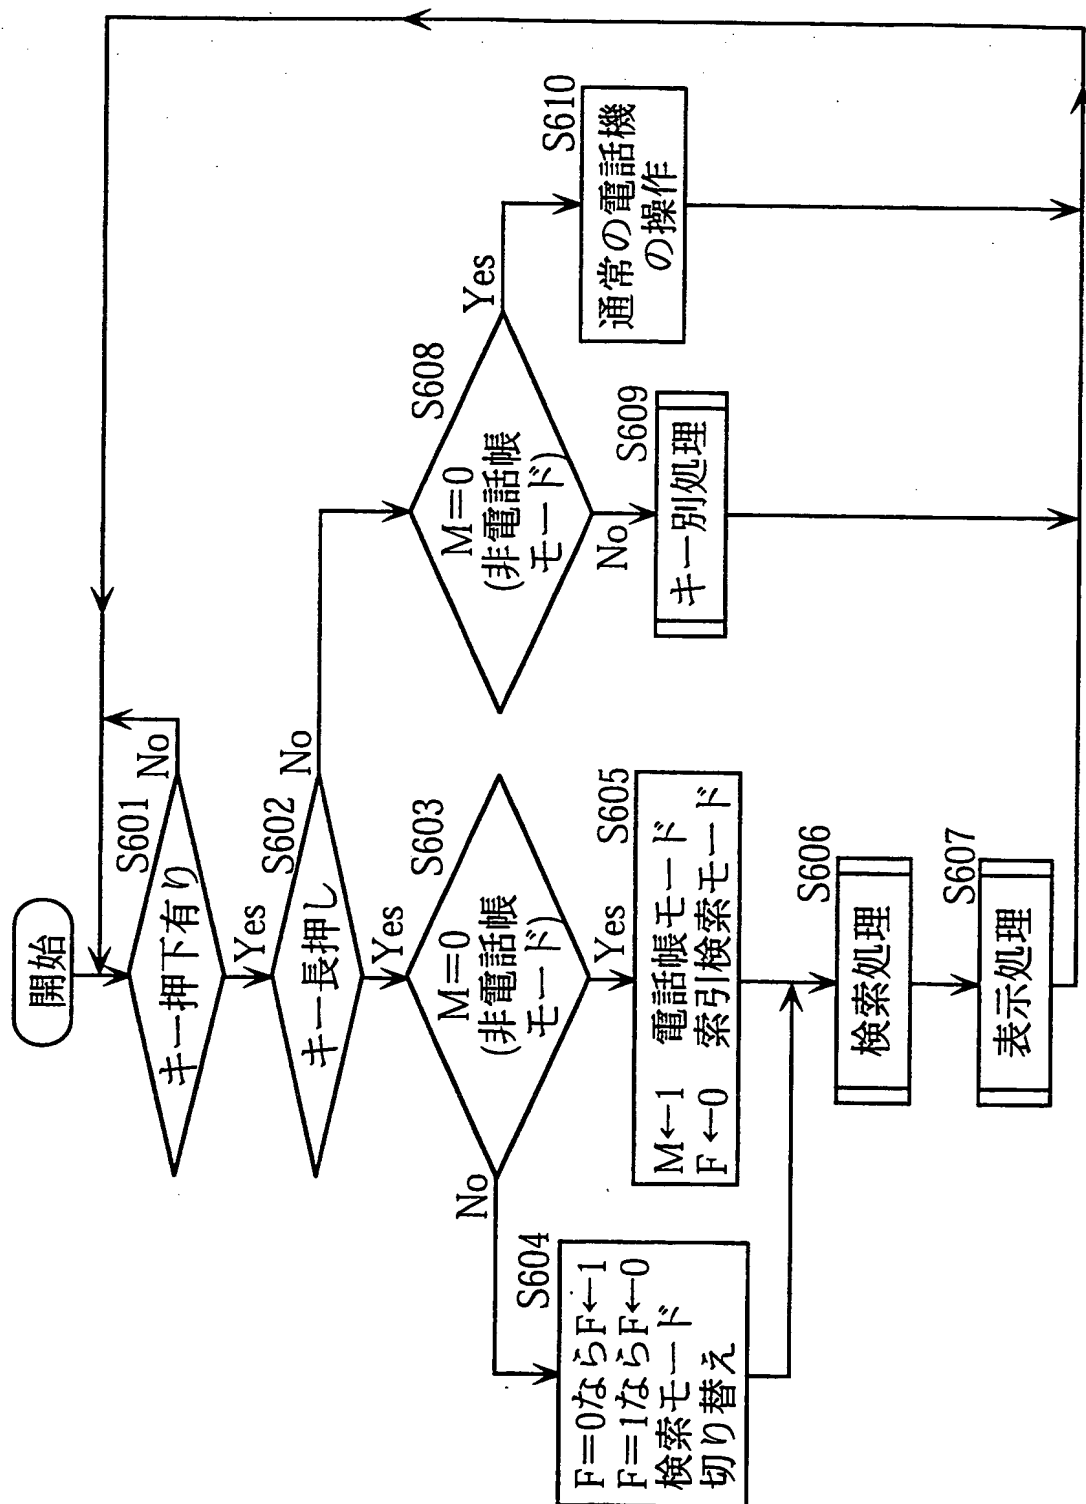 開始
S601
キー押下有り
No
Yes
S602
キー長押し
No
Yes
S603
M=0
(非電話帳
モード)
No
Yes
S604
F=0ならF←1
F=1ならF←0
検索モード
切り替え
S605
M←1 電話帳モード
F←0 索引検索モード
S606
検索処理
S607
表示処理
S608
M=0
(非電話帳
モード)
Yes
No
S609
キー別処理
S610
通常の電話機
の操作